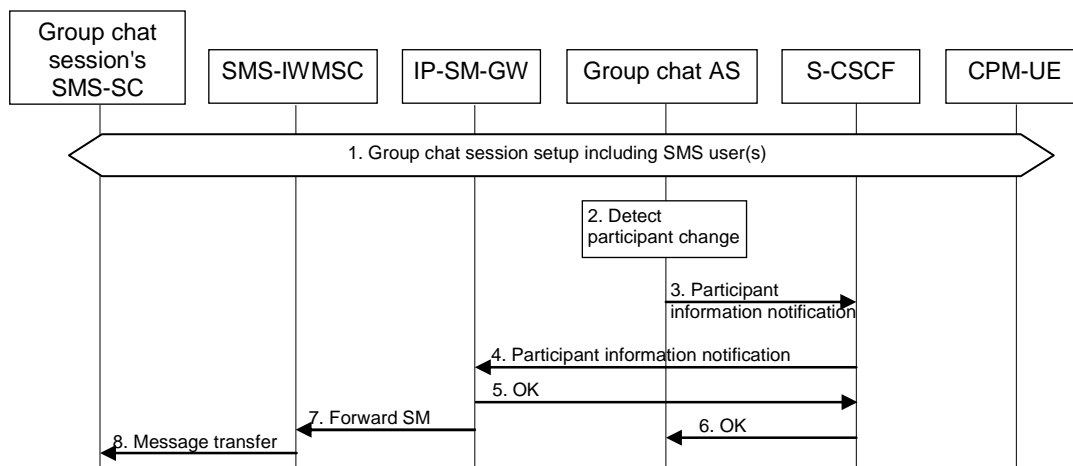 Group chat
session's
SMS-SC
SMS-IWMSC
IP-SM-GW
Group chat AS
S-CSCF
CPM-UE
1. Group chat session setup including SMS user(s)
2. Detect
participant change
3. Participant
information notification
4. Participant information notification
5. OK
7. Forward SM
6. OK
8. Message transfer